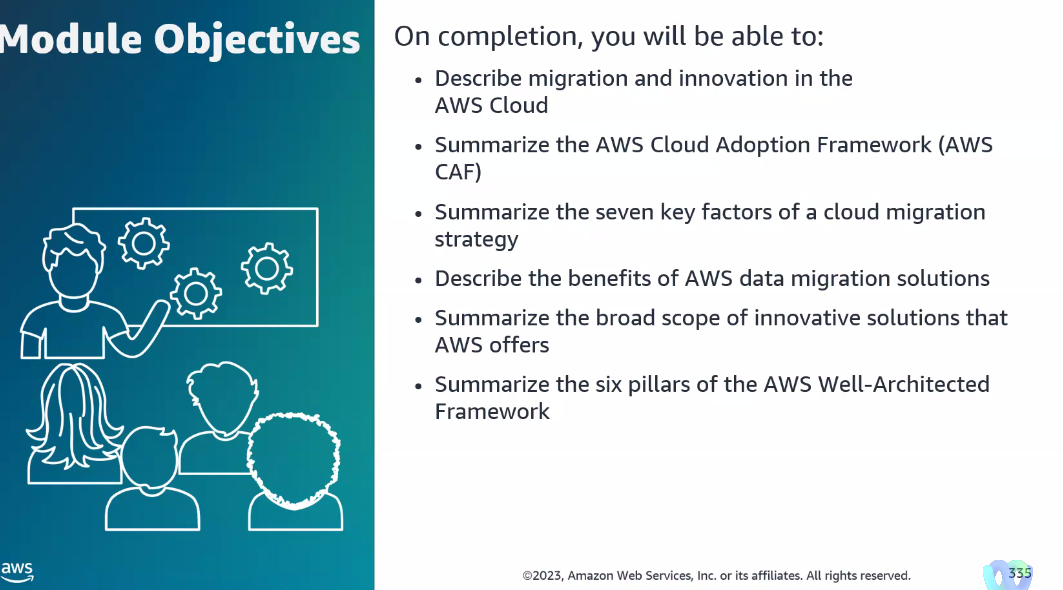 Module Objectives
On completion, you will be able to:
• Describe migration and innovation in the
AWS Cloud
• Summarize the AWS Cloud Adoption Framework (AWS
CAF)
• Summarize the seven key factors of a cloud migration
strategy
• Describe the benefits of AWS data migration solutions
• Summarize the broad scope of innovative solutions that
AWS offers
• Summarize the six pillars of the AWS Well-Architected
Framework
aws
©2023, Amazon Web Services, Inc. or its affiliates. All rights reserved.
335